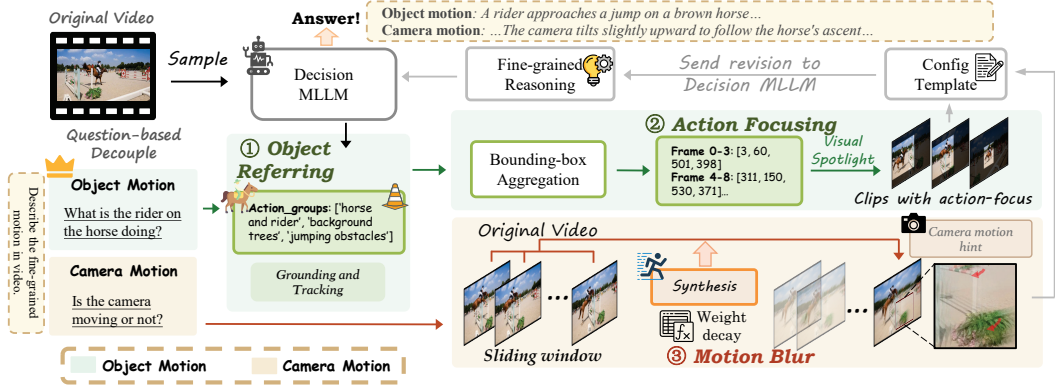 Original Video
Sample
Answer!
Object motion: A rider approaches a jump on a brown horse…
Camera motion: …The camera tilts slightly upward to follow the horse's ascent…
Decision
MLLM
Fine-grained
Reasoning
Send revision to
Decision MLLM
Config
Template
Question-based
Decouple
Describe the fine-grained
motion in video.
Object Motion
What is the rider on
the horse doing?
Camera Motion
Is the camera
moving or not?
① Object
Referring
Action_groups: ['horse
and rider', 'background
trees', 'jumping obstacles']
Grounding and
Tracking
② Action Focusing
Bounding-box
Aggregation
Frame 0-3: [3, 60,
501, 398]
Frame 4-8: [311, 150,
530, 371]…
Visual
Spotlight
Clips with action-focus
Original Video
Camera motion
hint
Sliding window
Synthesis
Weight
decay
③ Motion Blur
Object Motion
Camera Motion